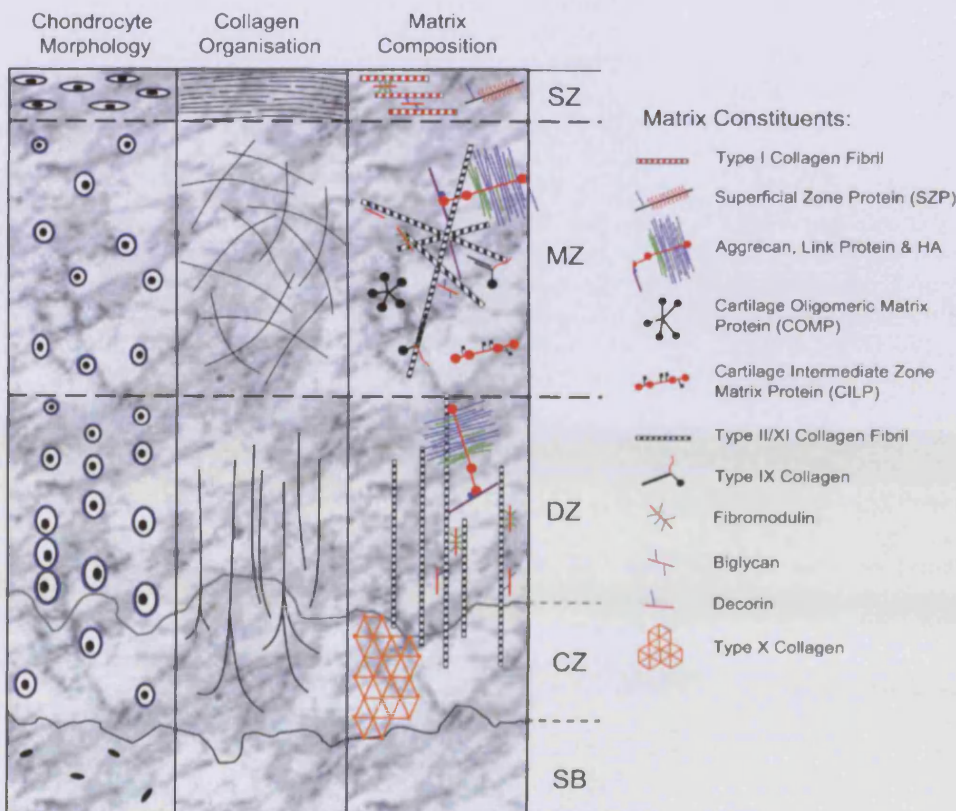 Chondrocyte
Morphology
Collagen
Organisation
Matrix
Composition
SZ
MZ
DZ
CZ
SB
Matrix Constituents:
Type I Collagen Fibril
Superficial Zone Protein (SZP)
Aggrecan, Link Protein & HA
Cartilage Oligomeric Matrix
Protein (COMP)
Cartilage Intermediate Zone
Matrix Protein (CILP)
Type II/XI Collagen Fibril
Type IX Collagen
Fibromodulin
Biglycan
Decorin
Type X Collagen